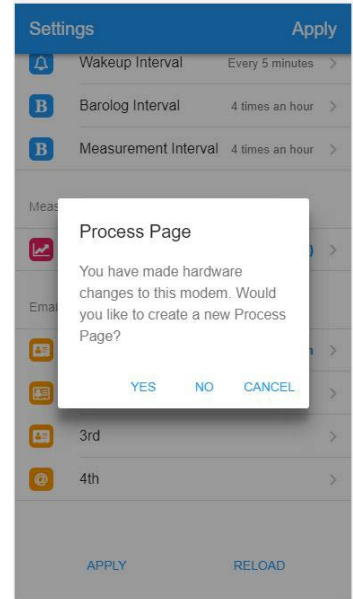 Settings Apply
Wakeup Interval Every 5 minutes >
B Barolog Interval 4 times an hour >
B Measurement Interval 4 times an hour >
Meas
Process Page
) >
You have made hardware
changes to this modem. Would
Emai
you like to create a new Process
Page?
n >
YES NO CANCEL
>
3rd >
@ 4th >
APPLY RELOAD